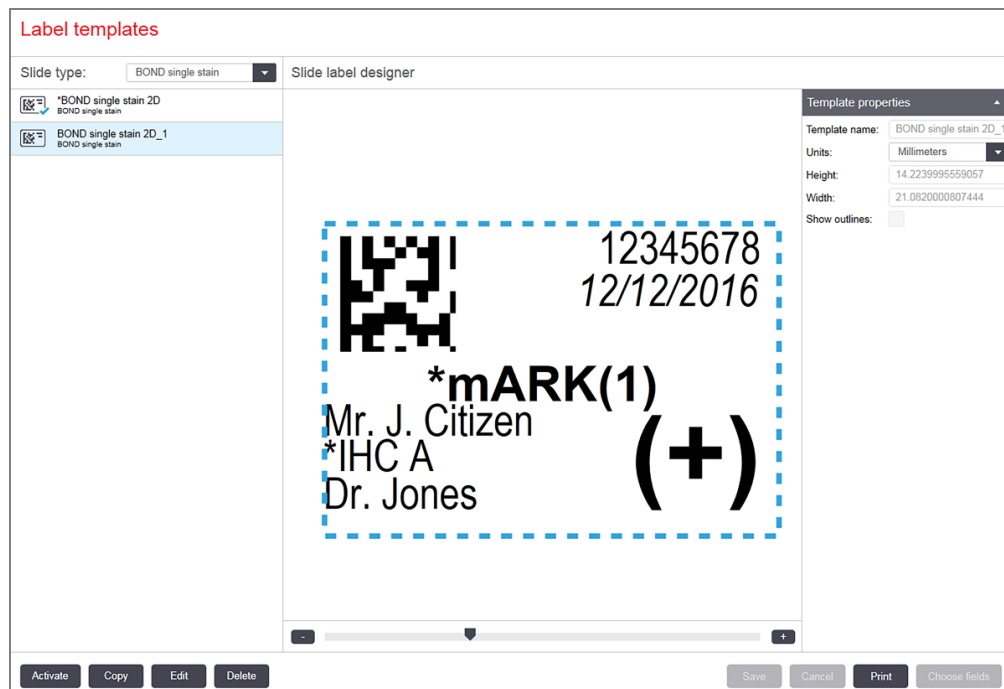 Label templates
Slide type:
BOND single stain
Slide label designer
*BOND single stain 2D
BOND single stain
BOND single stain 2D_1
BOND single stain
Template properties
Template name:
BOND single stain 2D_1
Units:
Millimeters
Height:
14.2239995559057
Width:
21.0820000807444
Show outlines:
12345678
12/12/2016
*mARK(1)
Mr. J. Citizen
*IHC A
Dr. Jones
(+)
-
+
Activate
Copy
Edit
Delete
Save
Cancel
Print
Choose fields